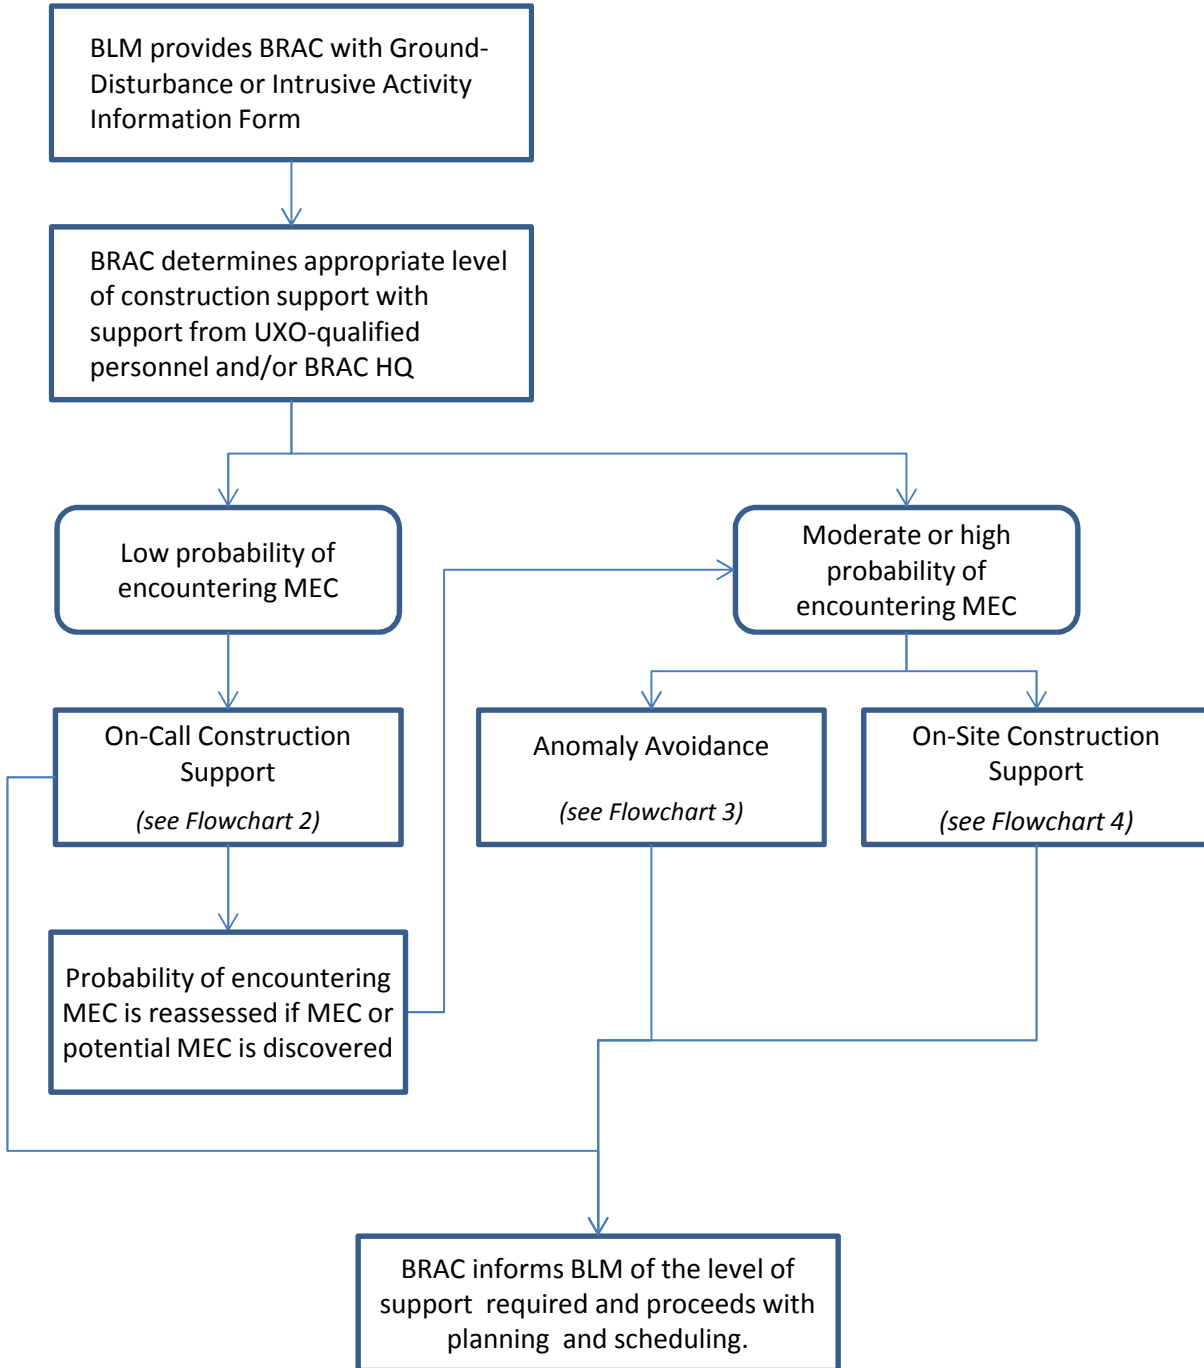 BLM provides BRAC with Ground-
Disturbance or Intrusive Activity
Information Form
BRAC determines appropriate level
of construction support with
support from UXO-qualified
personnel and/or BRAC HQ
Low probability of
encountering MEC
Moderate or high
probability of
encountering MEC
On-Call Construction
Support
(see Flowchart 2)
Anomaly Avoidance
(see Flowchart 3)
On-Site Construction
Support
(see Flowchart 4)
Probability of encountering
MEC is reassessed if MEC or
potential MEC is discovered
BRAC informs BLM of the level of
support required and proceeds with
planning and scheduling.